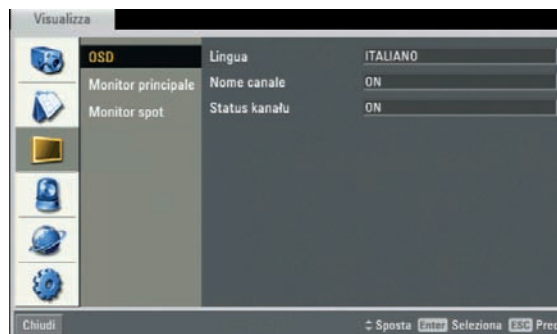 Visualizza
OSD
Monitor principale
Monitor spot
Lingua ITALIANO
Nome canale ON
Status kanału ON
Chiudi
Sposta Enter Seleziona ESC Prec